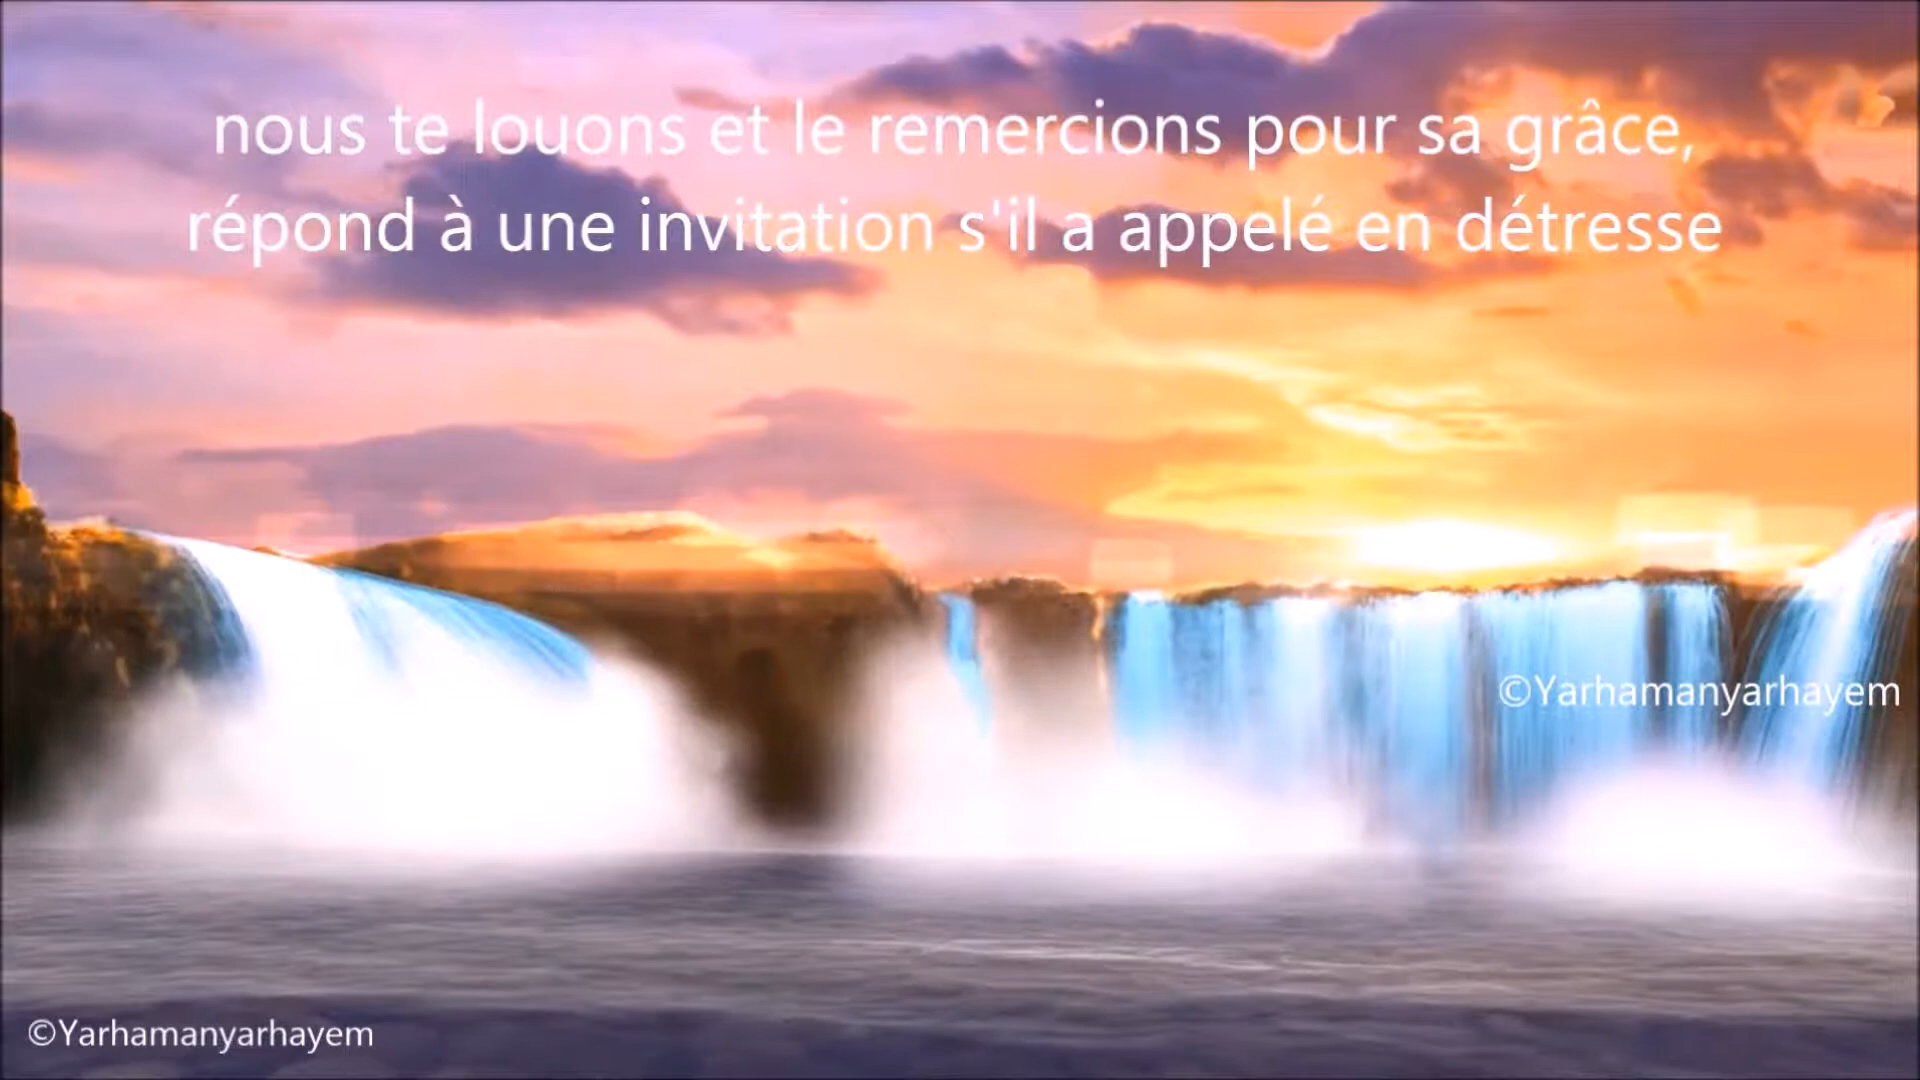 nous te louons et le remercions pour sa grâce,
répond à une invitation s'il a appelé en détresse
©Yarhamanyarhayem
©Yarhamanyarhayem